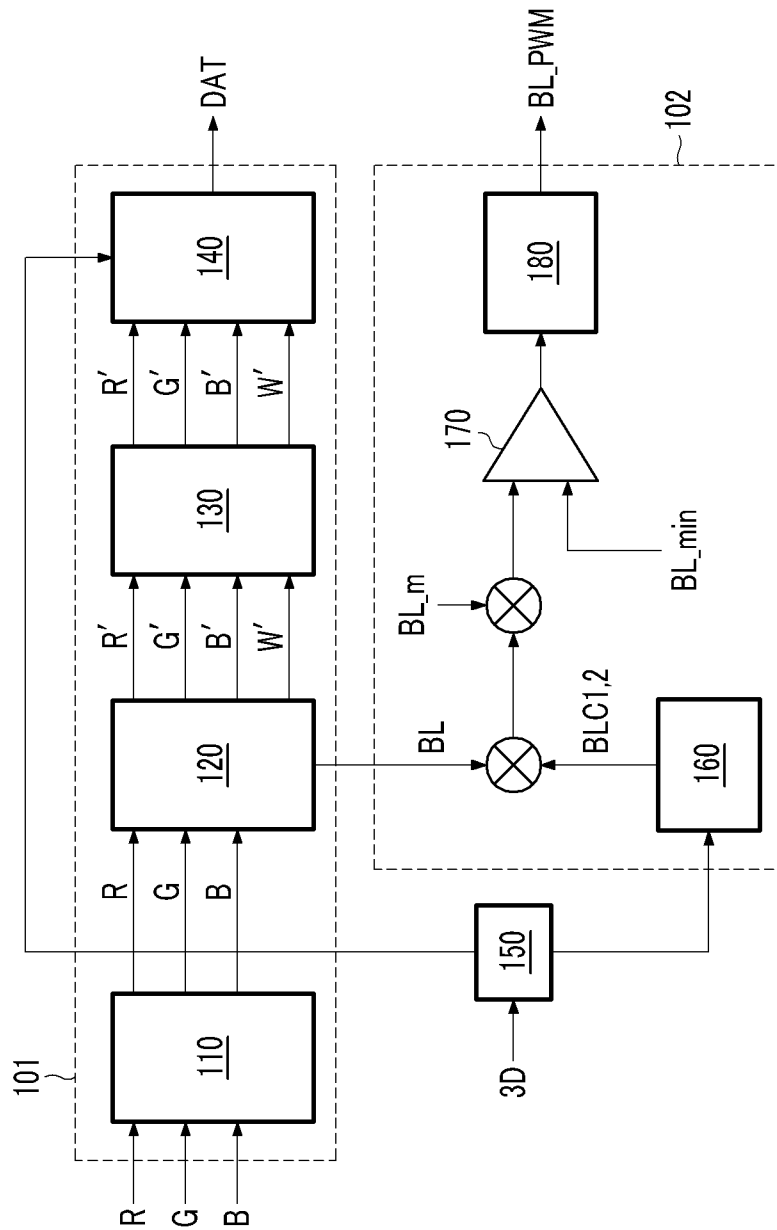 101
R
G
B
110
R
G
B
120
R′
G′
B′
W′
130
R′
G′
B′
W′
140
DAT
3D
150
BL
BLC1,2
160
BL_m
BL_min
170
180
BL_PWM
102